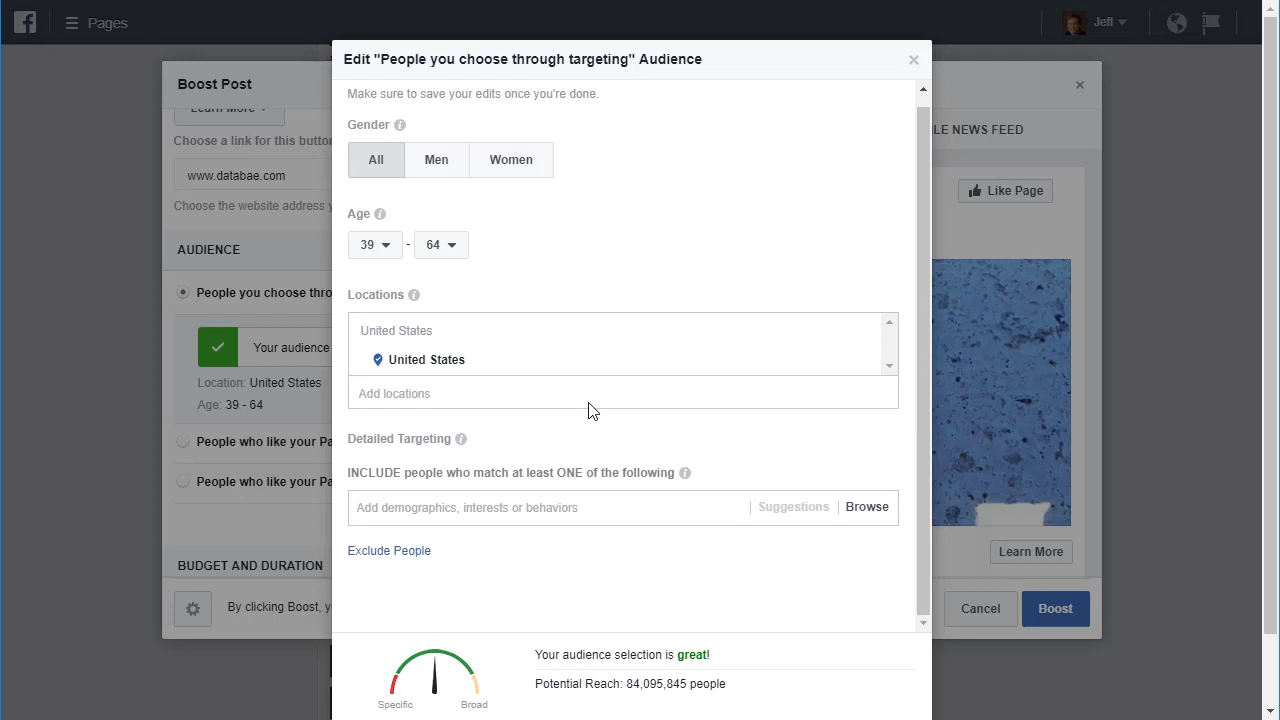 Pages
Jeff
Boost Post
Edit "People you choose through targeting" Audience
Make sure to save your edits once you're done.
Learn More
Choose a link for this button
www.databae.com
Choose the website address y
AUDIENCE
People you choose thro
Your audience
Location: United States
Age: 39 - 64
People who like your Pa
People who like your Pa
BUDGET AND DURATION
By clicking Boost, y
Gender
All
Men
Women
Age
39 - 64
Locations
United States
United States
Add locations
Detailed Targeting
INCLUDE people who match at least ONE of the following
Add demographics, interests or behaviors
Suggestions
Browse
Exclude People
Specific
Broad
Your audience selection is great!
Potential Reach: 84,095,845 people
LE NEWS FEED
Like Page
Learn More
Cancel
Boost